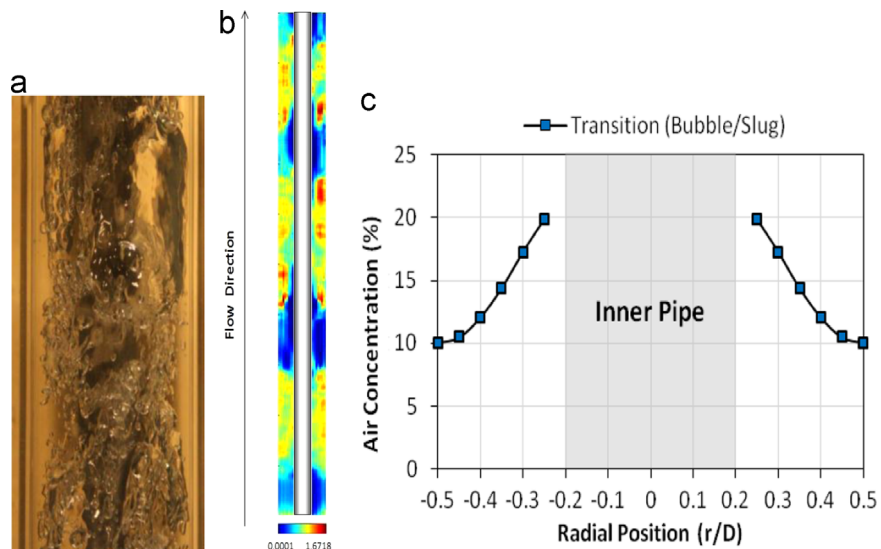 a
b
Flow Direction
0.0001 1.6718
c
Transition (Bubble/Slug)
Air Concentration (%)
25
20
15
10
5
0
Inner Pipe
-0.5 -0.4 -0.3 -0.2 -0.1 0 0.1 0.2 0.3 0.4 0.5
Radial Position (r/D)